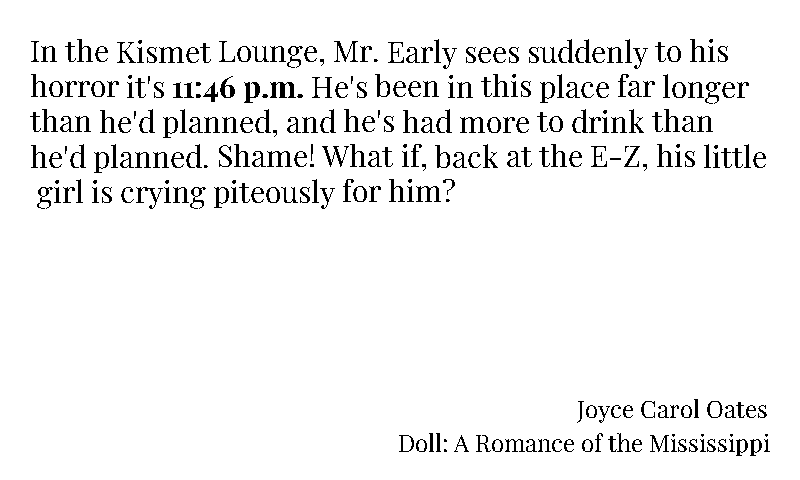 In the Kismet Lounge, Mr. Early sees suddenly to his
horror it's 11:46 p.m. He's been in this place far longer
than he'd planned, and he's had more to drink than
he'd planned. Shame! What if, back at the E-Z, his little
girl is crying piteously for him?
Joyce Carol Oates
Doll: A Romance of the Mississippi